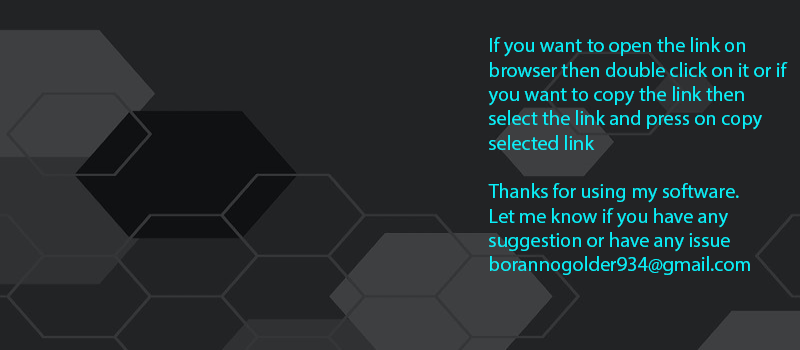 If you want to open the link on
browser then double click on it or if
you want to copy the link then
select the link and press on copy
selected link
Thanks for using my software.
Let me know if you have any
suggestion or have any issue
borannogolder934@gmail.com